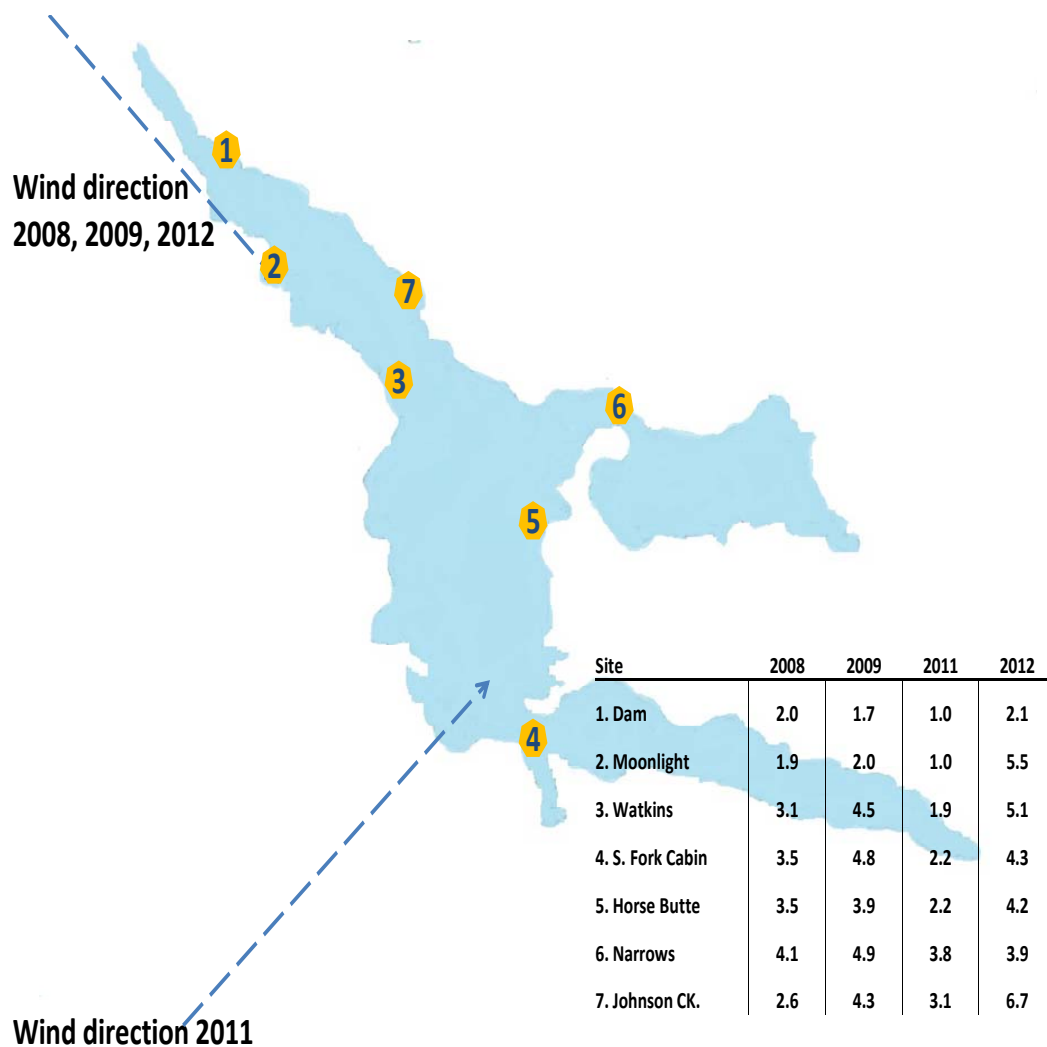 1
Wind direction
2008, 2009, 2012
2
7
3
6
5
Site 2008 2009 2011 2012
1. Dam 2.0 1.7 1.0 2.1
4
2. Moonlight 1.9 2.0 1.0 5.5
3. Watkins 3.1 4.5 1.9 5.1
4. S. Fork Cabin 3.5 4.8 2.2 4.3
5. Horse Butte 3.5 3.9 2.2 4.2
6. Narrows 4.1 4.9 3.8 3.9
7. Johnson CK. 2.6 4.3 3.1 6.7
Wind direction 2011